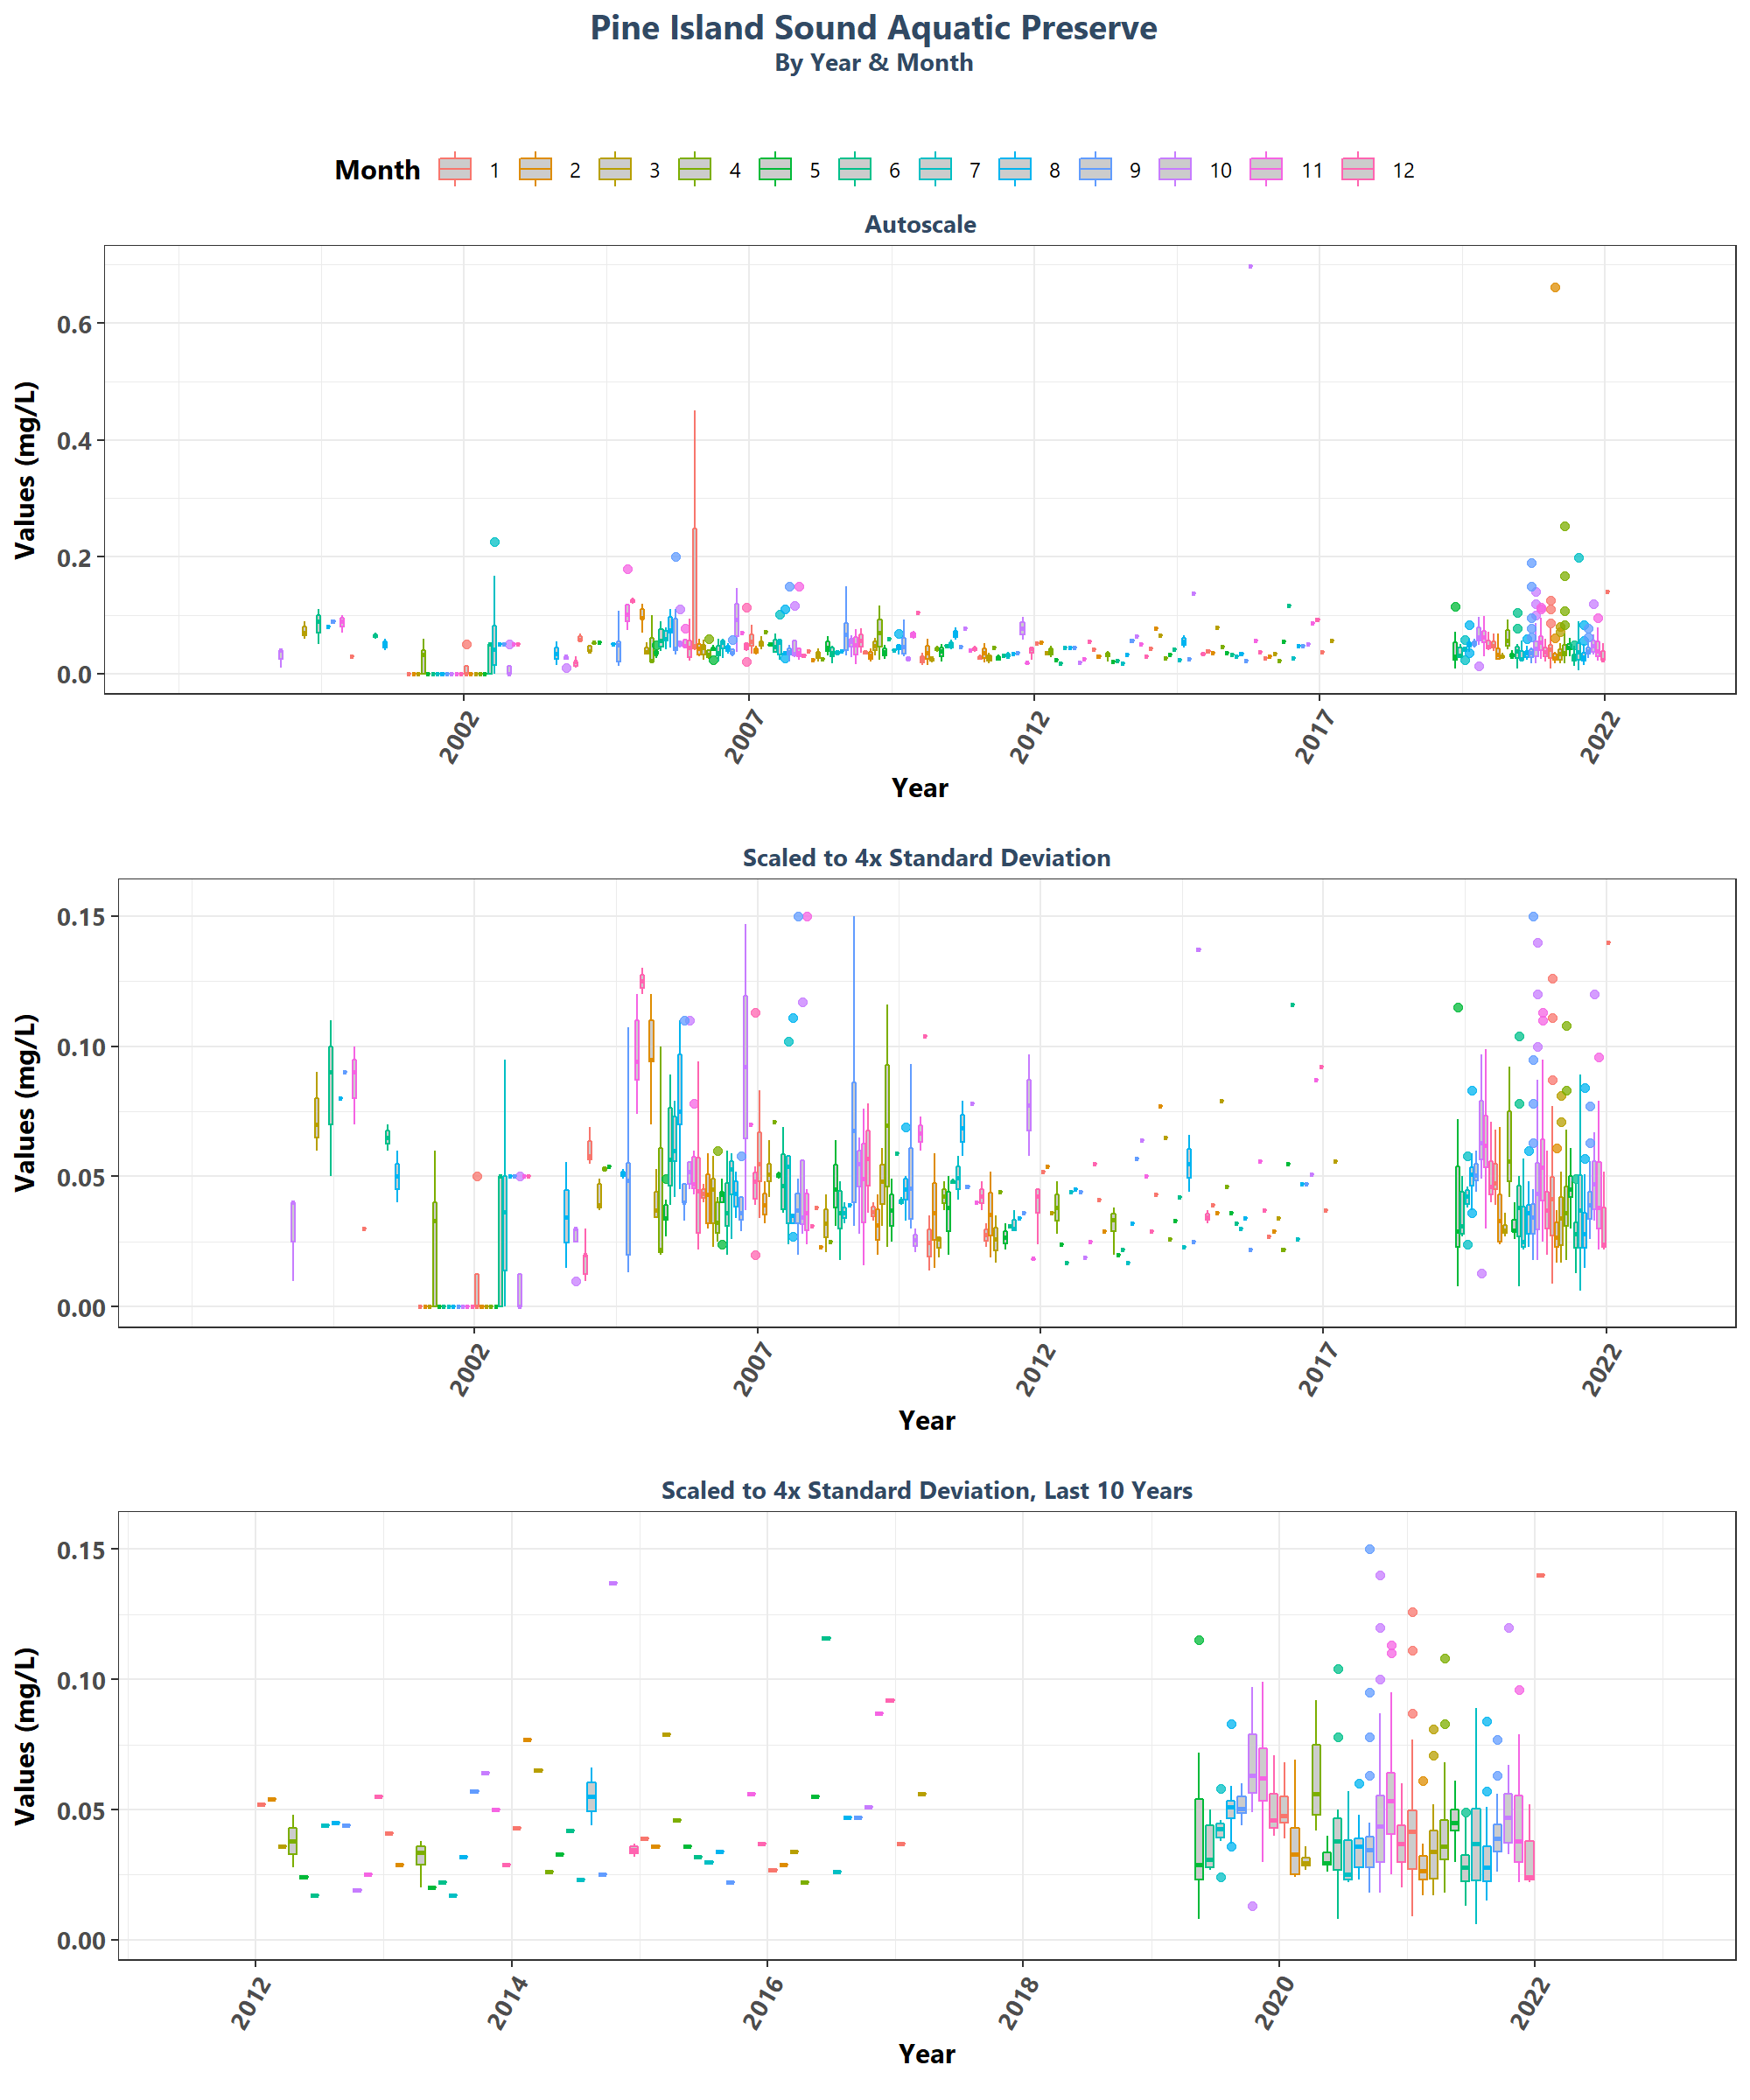 Pine Island Sound Aquatic Preserve
By Year & Month
Month 1 2 3 4 5 6 7 8 9 10 11 12
Autoscale
Values (mg/L)
0.6
0.4
0.2
0.0
2002 2007 2012 2017 2022
Year
Scaled to 4x Standard Deviation
Values (mg/L)
0.15
0.10
0.05
0.00
2002 2007 2012 2017 2022
Year
Scaled to 4x Standard Deviation, Last 10 Years
Values (mg/L)
0.15
0.10
0.05
0.00
2012 2014 2016 2018 2020 2022
Year